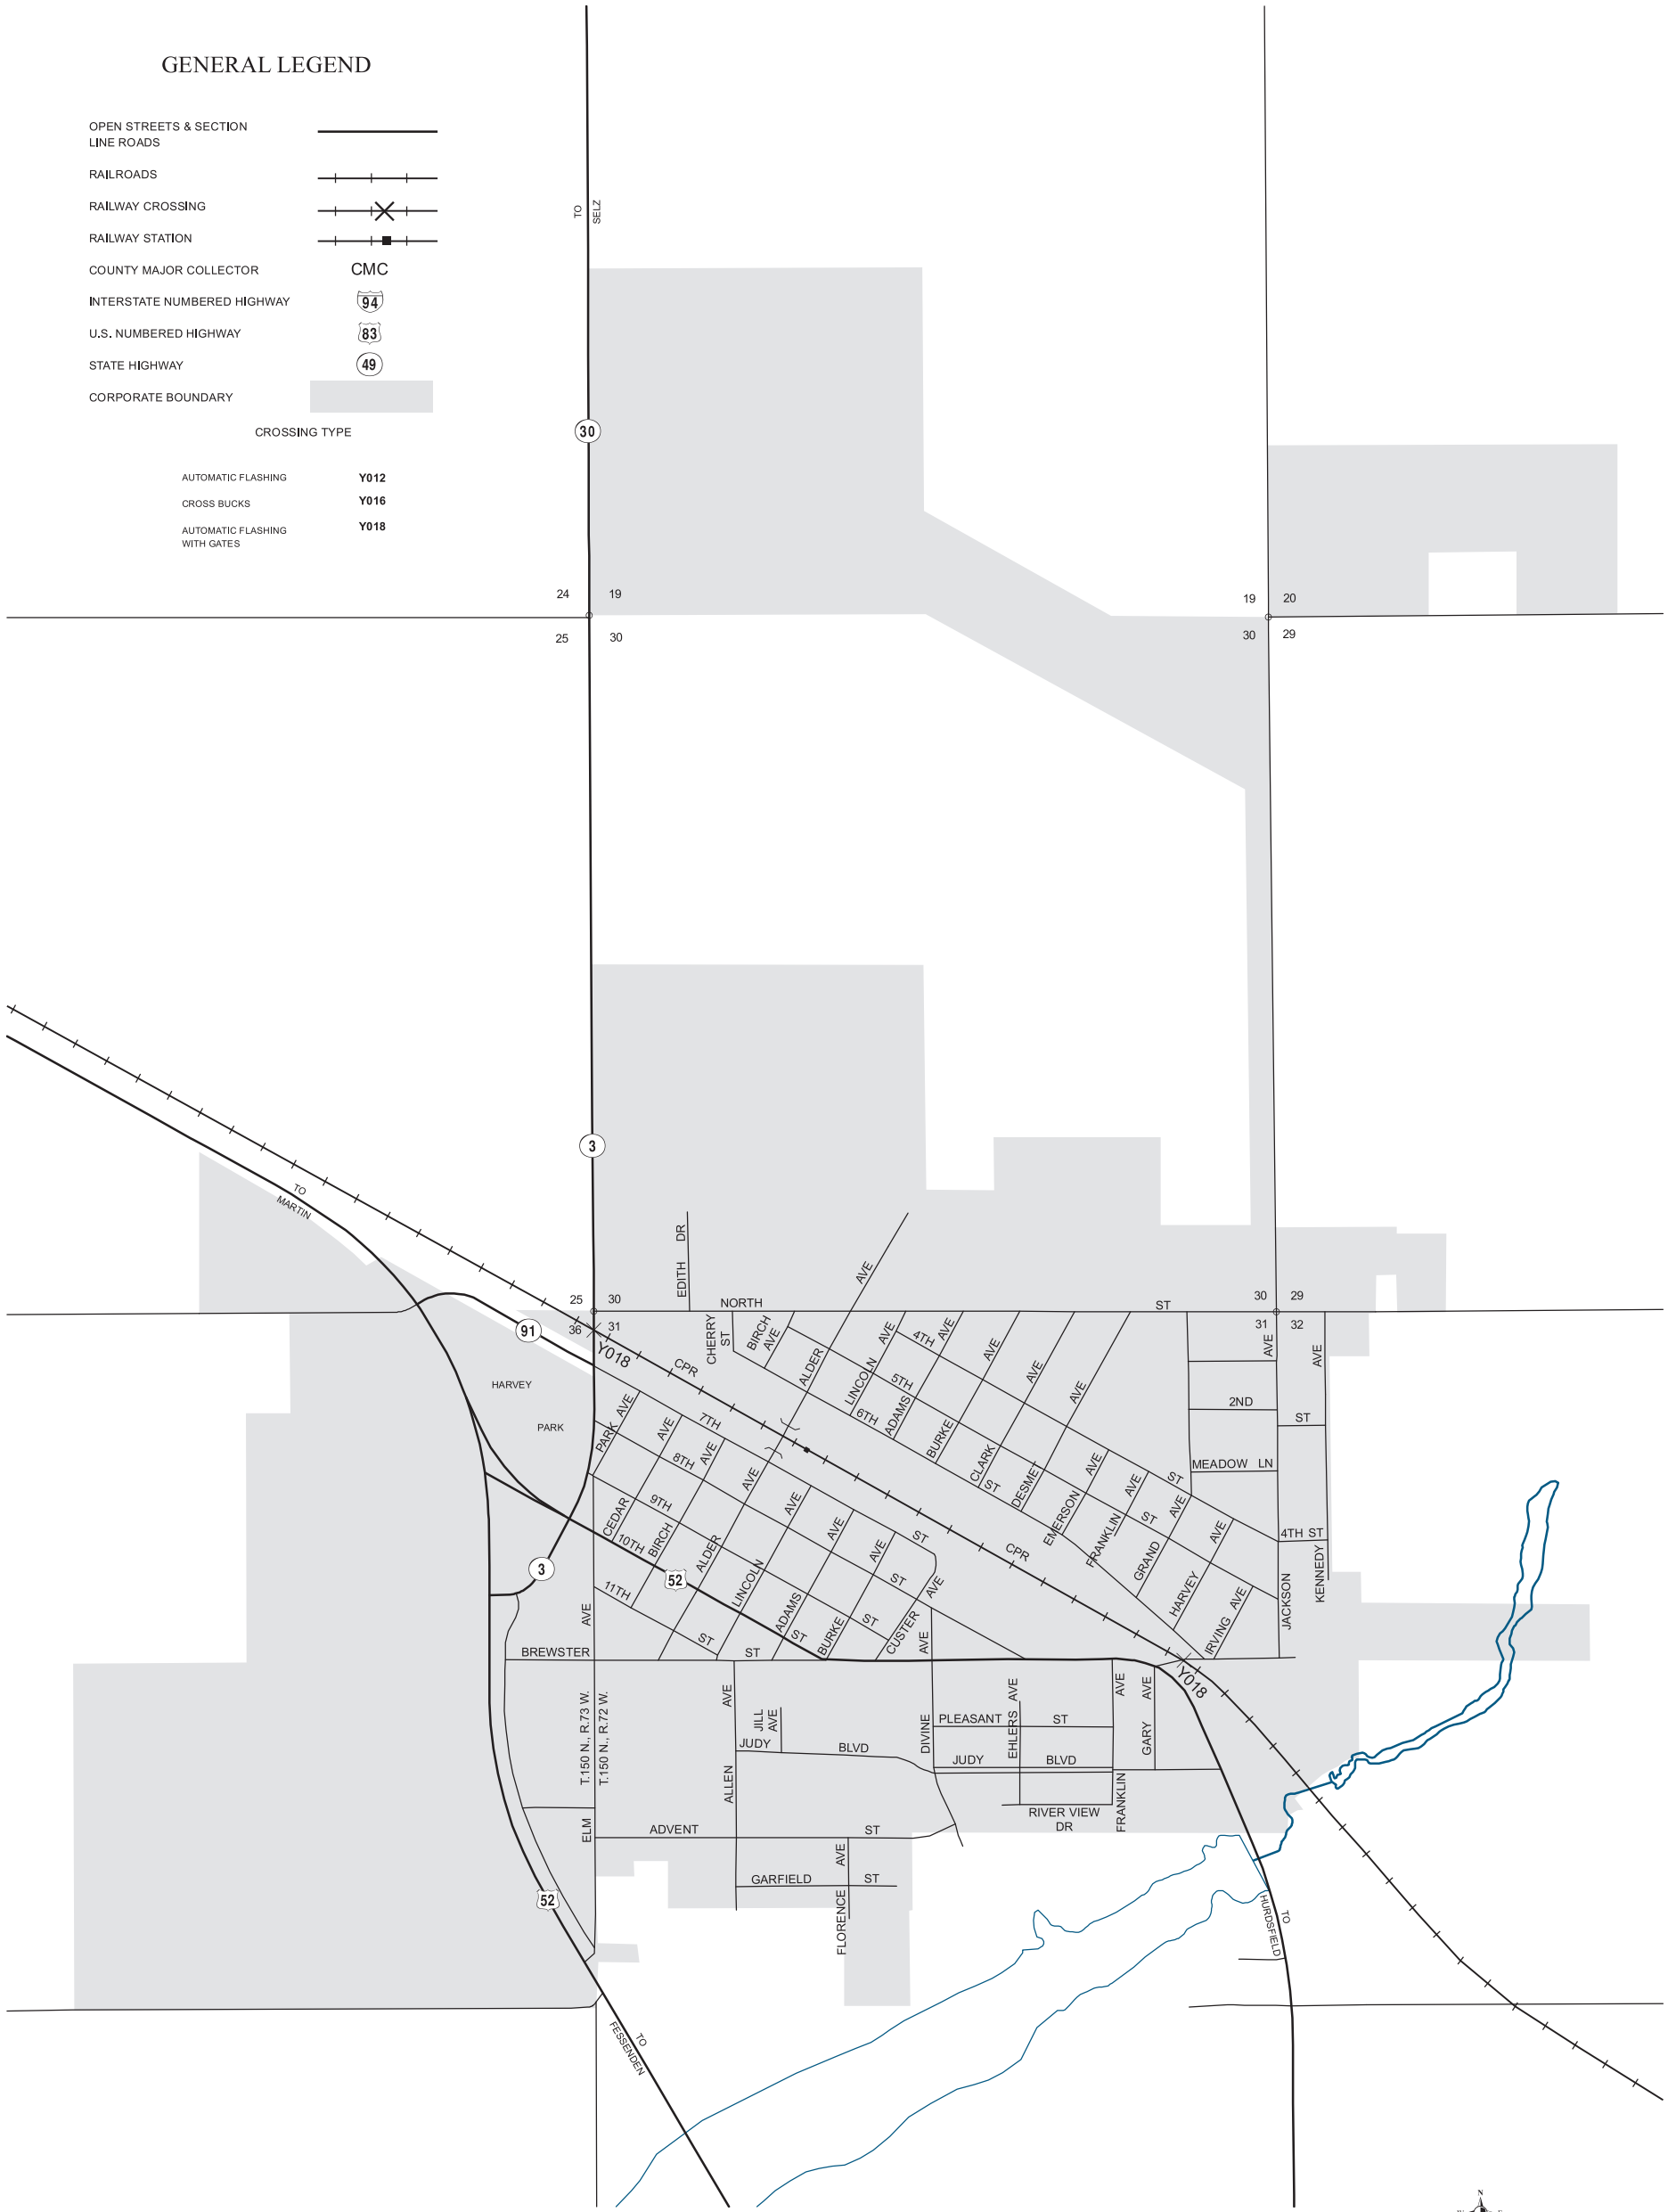 GENERAL LEGEND
OPEN STREETS & SECTION
LINE ROADS
RAILROADS
RAILWAY CROSSING
RAILWAY STATION
COUNTY MAJOR COLLECTOR CMC
INTERSTATE NUMBERED HIGHWAY 94
U.S. NUMBERED HIGHWAY 83
STATE HIGHWAY 49
CORPORATE BOUNDARY
CROSSING TYPE
AUTOMATIC FLASHING Y012
CROSS BUCKS Y016
AUTOMATIC FLASHING Y018
WITH GATES
TO
SELZ
30
24 19
25 30
19 20
30 29
3
TO
MARTIN
EDITH DR
AVE
25 30
36 31
NORTH ST
30 29
31 32
91
Y018
CPR
CHERRY
ST
BIRCH
AVE
ALDER
LINCOLN AVE
4TH
AVE
ADAMS
5TH
6TH
BURKE
AVE
CLARK
AVE
DESMET
AVE
ST
AVE
AVE
HARVEY
PARK
PARK AVE
7TH
8TH
9TH
10TH
11TH
CEDAR
AVE
BIRCH
AVE
ALDER
AVE
LINCOLN
AVE
ADAMS
AVE
BURKE
AVE
CUSTER
AVE
ST
ST
ST
ST
ST
2ND
ST
MEADOW LN
ST
ST
4TH ST
EMERSON
AVE
FRANKLIN
AVE
GRAND
AVE
HARVEY
AVE
IRVING AVE
JACKSON
KENNEDY
CPR
3
52
AVE
BREWSTER
ST
AVE
Y018
T.150 N., R.73 W.
T.150 N., R.72 W.
AVE
ALLEN
JILL
AVE
JUDY BLVD
DIVINE
PLEASANT ST
EHLERS AVE
JUDY BLVD
AVE
FRANKLIN
GARY AVE
RIVER VIEW
DR
ELM
ADVENT ST
GARFIELD ST
AVE
FLORENCE
52
TO
HURDSFIELD
TO
FESSENDEN
N